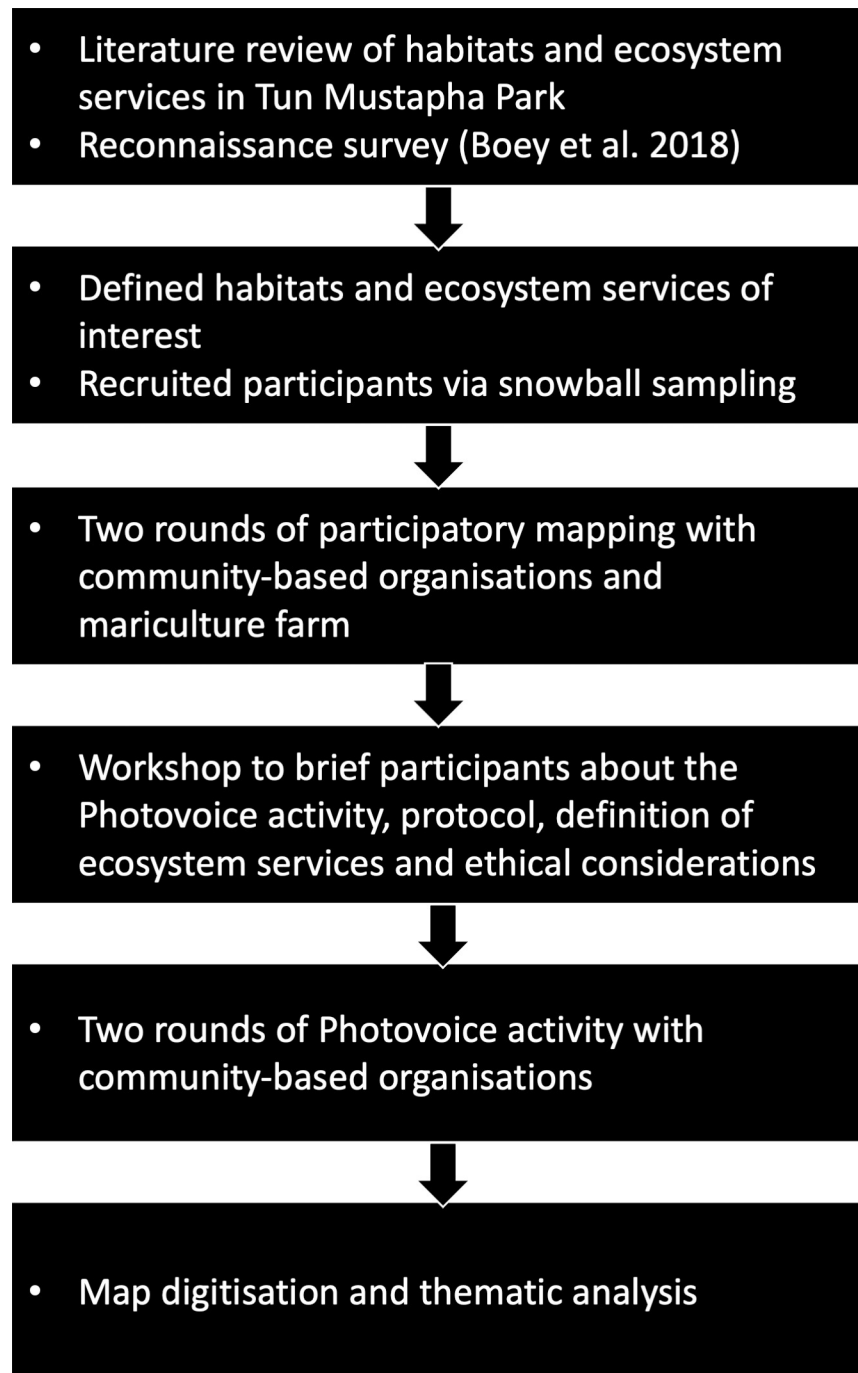 • Literature review of habitats and ecosystem
services in Tun Mustapha Park
• Reconnaissance survey (Boey et al. 2018)
• Defined habitats and ecosystem services of
interest
• Recruited participants via snowball sampling
• Two rounds of participatory mapping with
community-based organisations and
mariculture farm
• Workshop to brief participants about the
Photovoice activity, protocol, definition of
ecosystem services and ethical considerations
• Two rounds of Photovoice activity with
community-based organisations
• Map digitisation and thematic analysis